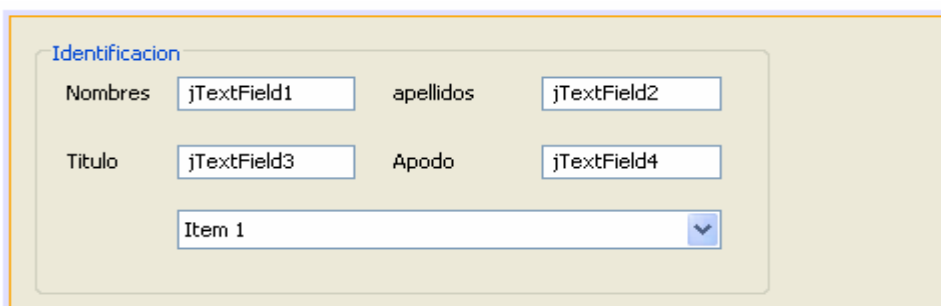 Identificacion
Nombres jTextField1 apellidos jTextField2
Titulo jTextField3 Apodo jTextField4
Item 1